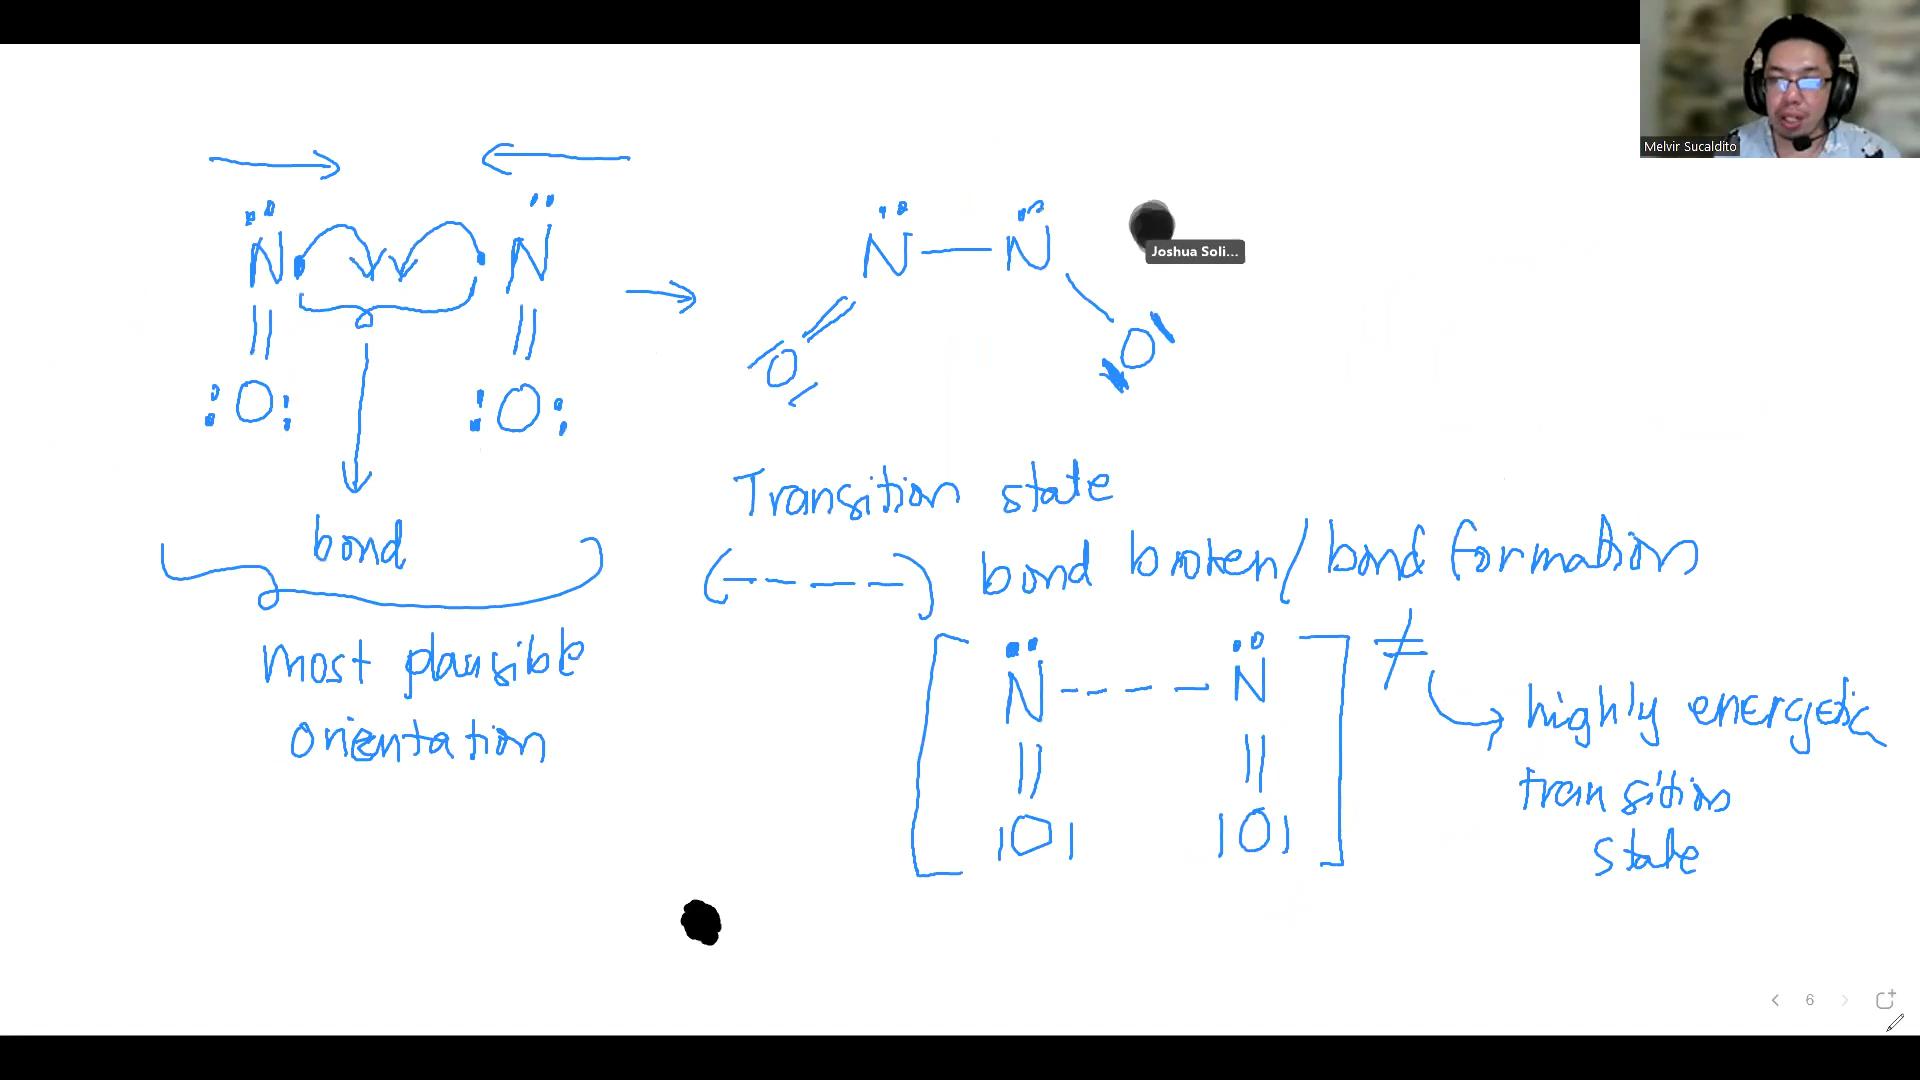 Melvir Sucaldito
N N
O O
N — N
O O
Joshua Soli...
bond
most plausible
orientation
Transition state
(- - - -) bond broken / bond formation
[ N - - - - N ] ≠
|O| |O|
highly energetic
transition
state
6